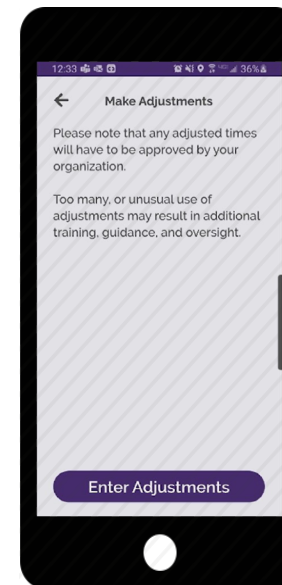 12:33 36%
Make Adjustments
Please note that any adjusted times
will have to be approved by your
organization.
Too many, or unusual use of
adjustments may result in additional
training, guidance, and oversight.
Enter Adjustments